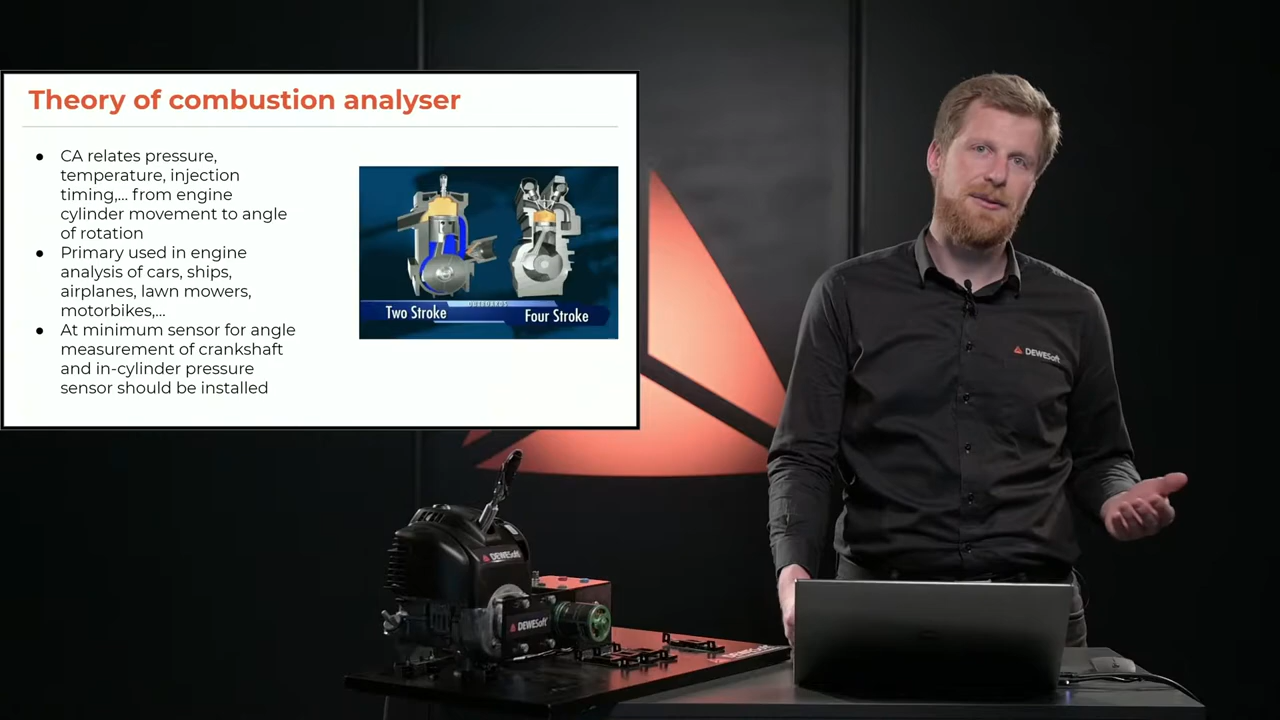 Theory of combustion analyser
● CA relates pressure,
temperature, injection
timing,... from engine
cylinder movement to angle
of rotation
● Primary used in engine
analysis of cars, ships,
airplanes, lawn mowers,
motorbikes,...
● At minimum sensor for angle
measurement of crankshaft
and in-cylinder pressure
sensor should be installed
OUTBOARDS
Two Stroke
Four Stroke
DEWESoft
DEWESoft
DEWESoft
DEWESoft